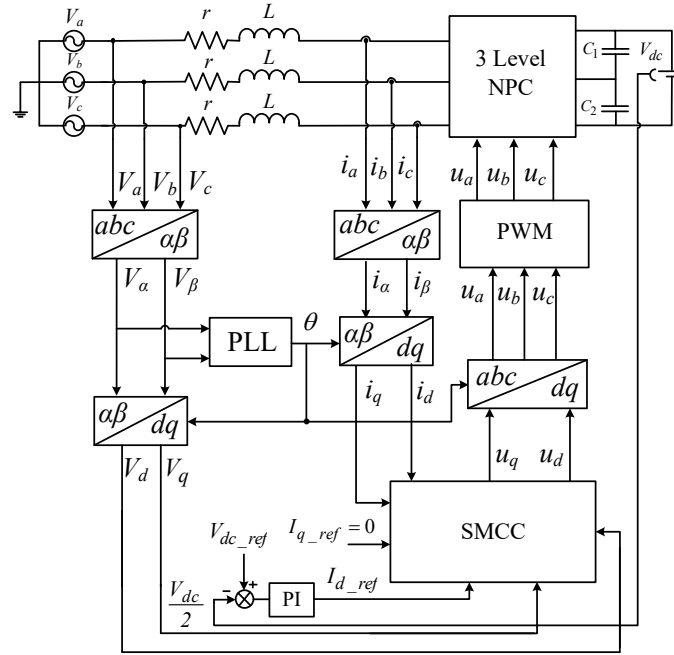 V_a
r
L
3 Level
NPC
C_1
V_dc
V_b
r
L
V_c
r
L
C_2
V_a
V_b
V_c
i_a
i_b
i_c
u_a
u_b
u_c
abc
αβ
abc
αβ
PWM
V_α
V_β
i_α
i_β
u_a
u_b
u_c
PLL
θ
αβ
dq
abc
dq
αβ
dq
i_q
i_d
u_q
u_d
V_d
V_q
SMCC
V_dc_ref
I_q_ref = 0
V_dc
2
-
+
PI
I_d_ref